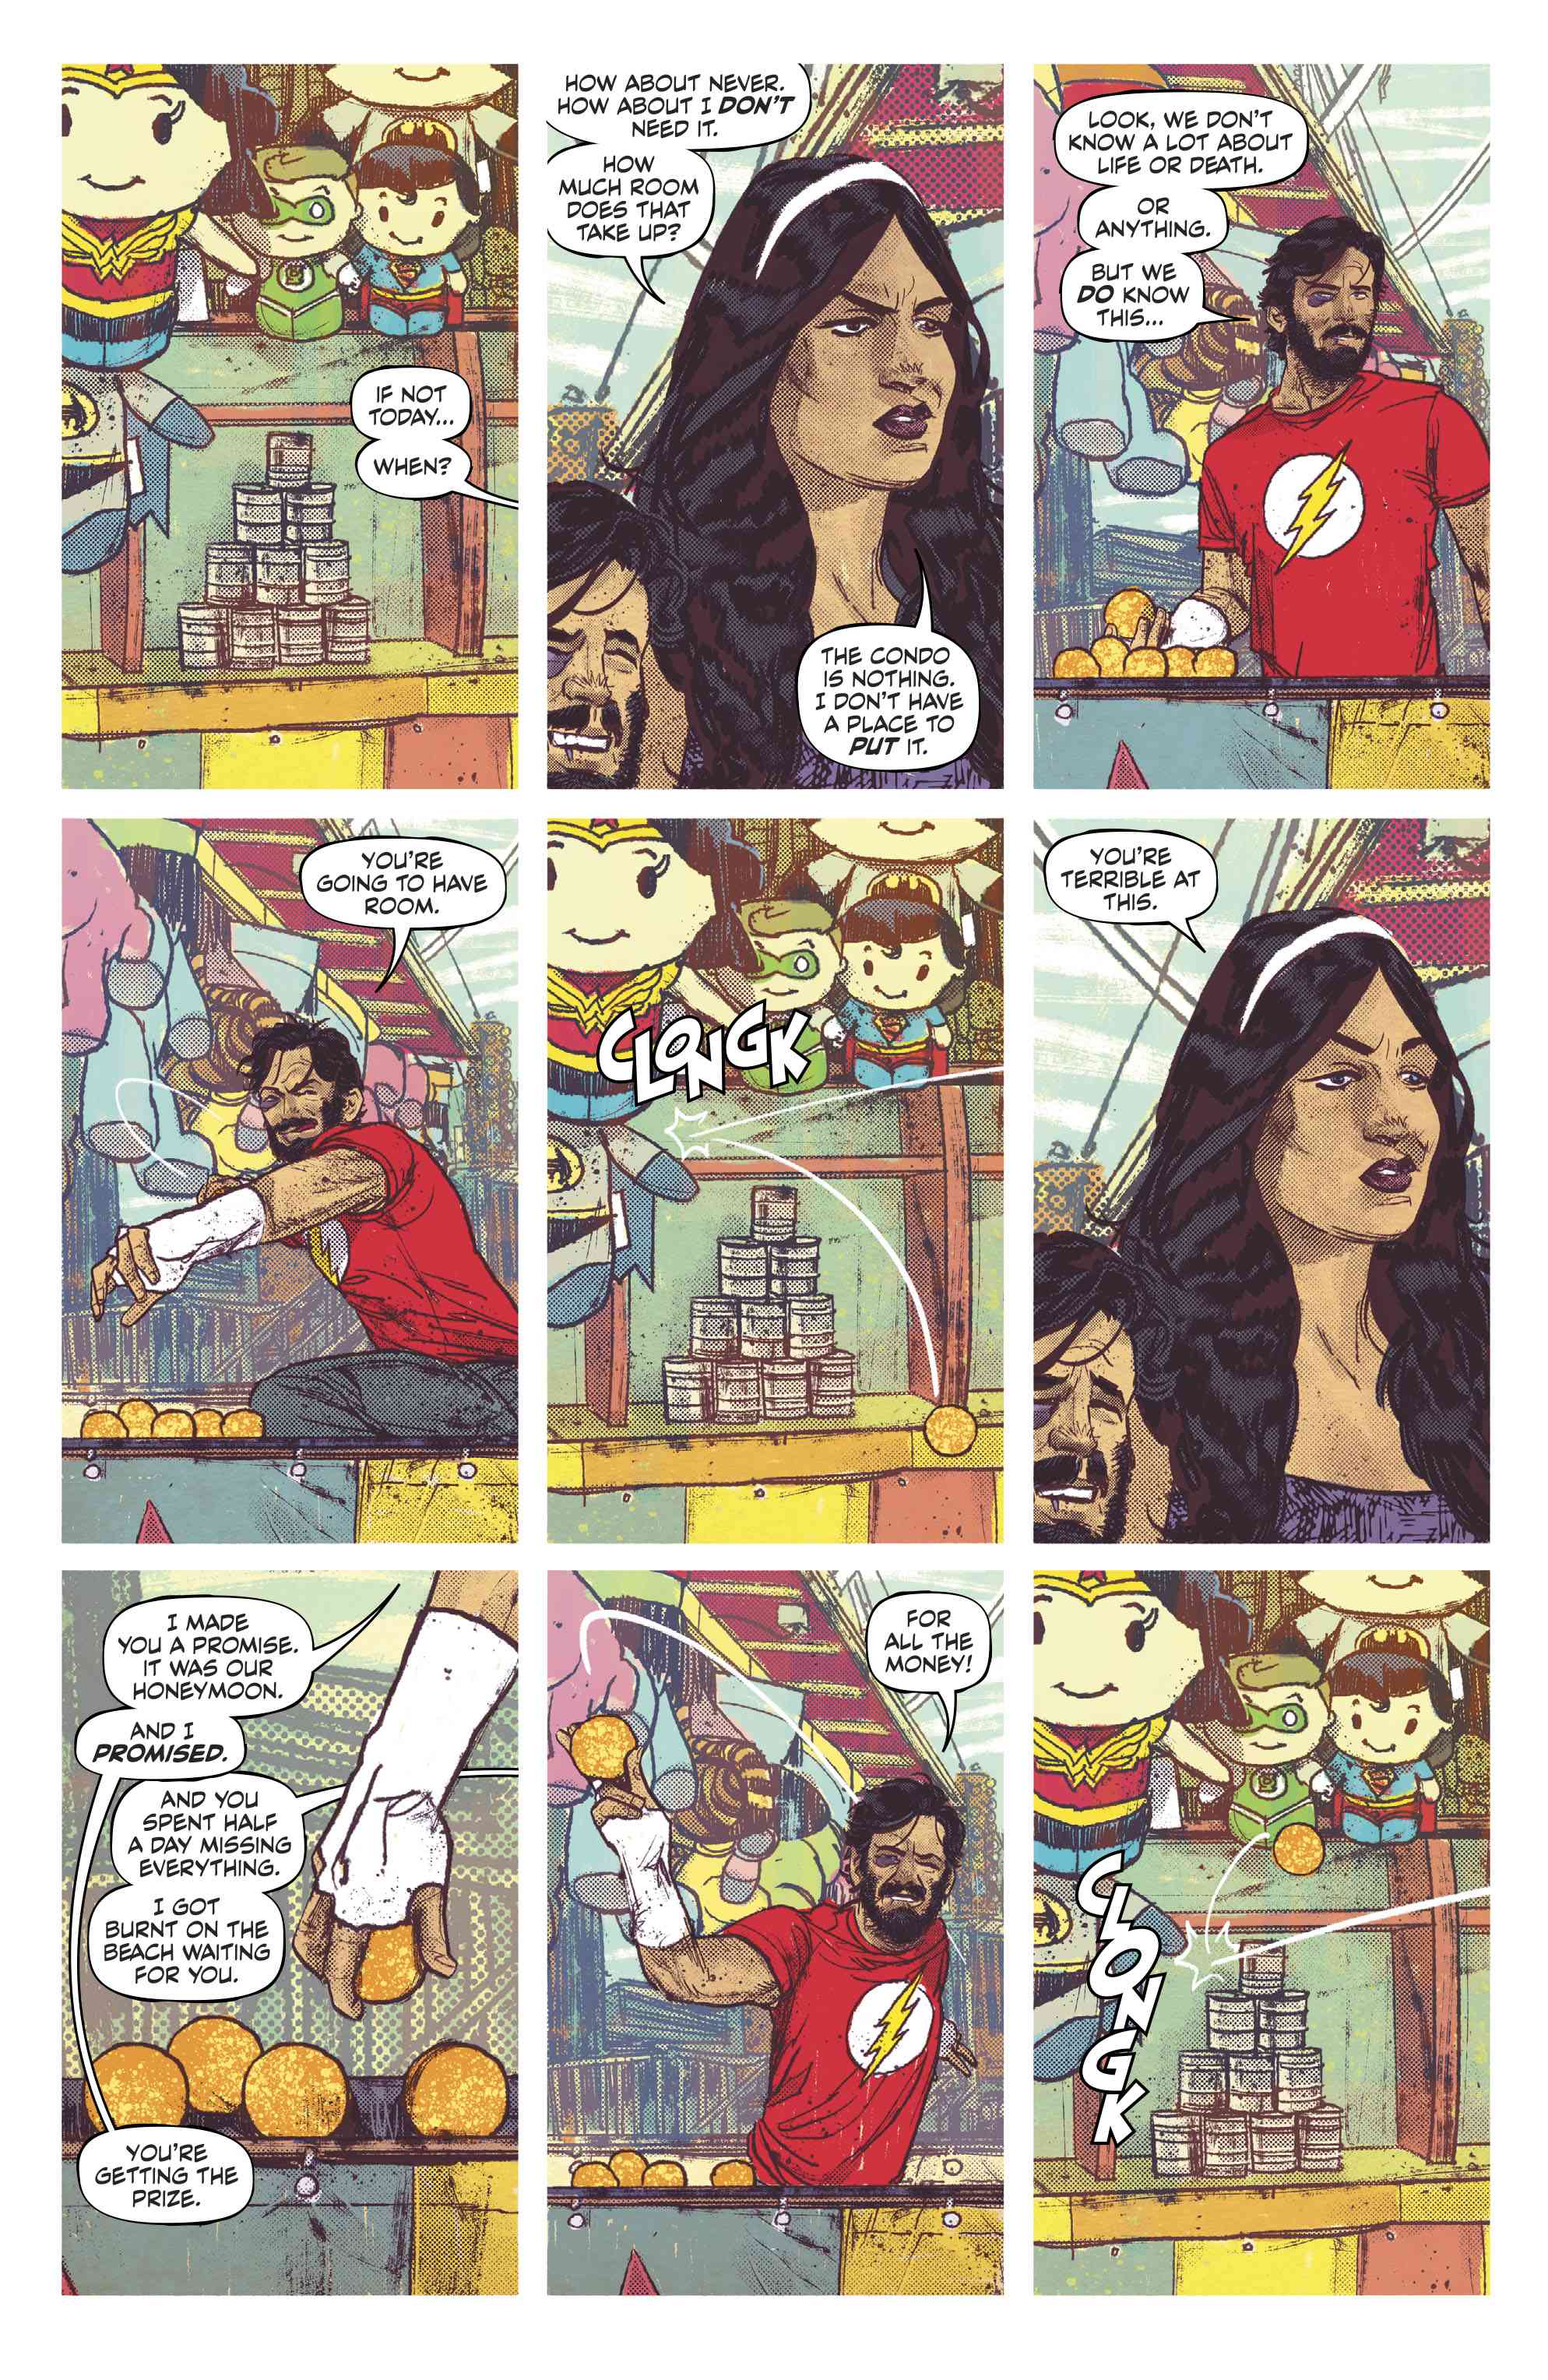 IF NOT
TODAY...
WHEN?
HOW ABOUT NEVER.
HOW ABOUT I DON'T
NEED IT.
HOW
MUCH ROOM
DOES THAT
TAKE UP?
THE CONDO
IS NOTHING.
I DON'T HAVE
A PLACE TO
PUT IT.
LOOK, WE DON'T
KNOW A LOT ABOUT
LIFE OR DEATH.
OR
ANYTHING.
BUT WE
DO KNOW
THIS...
YOU'RE
GOING TO HAVE
ROOM.
CLONGK
YOU'RE
TERRIBLE AT
THIS.
I MADE
YOU A PROMISE.
IT WAS OUR
HONEYMOON.
AND I
PROMISED.
AND YOU
SPENT HALF
A DAY MISSING
EVERYTHING.
I GOT
BURNT ON THE
BEACH WAITING
FOR YOU.
YOU'RE
GETTING THE
PRIZE.
FOR
ALL THE
MONEY!
CLONGK